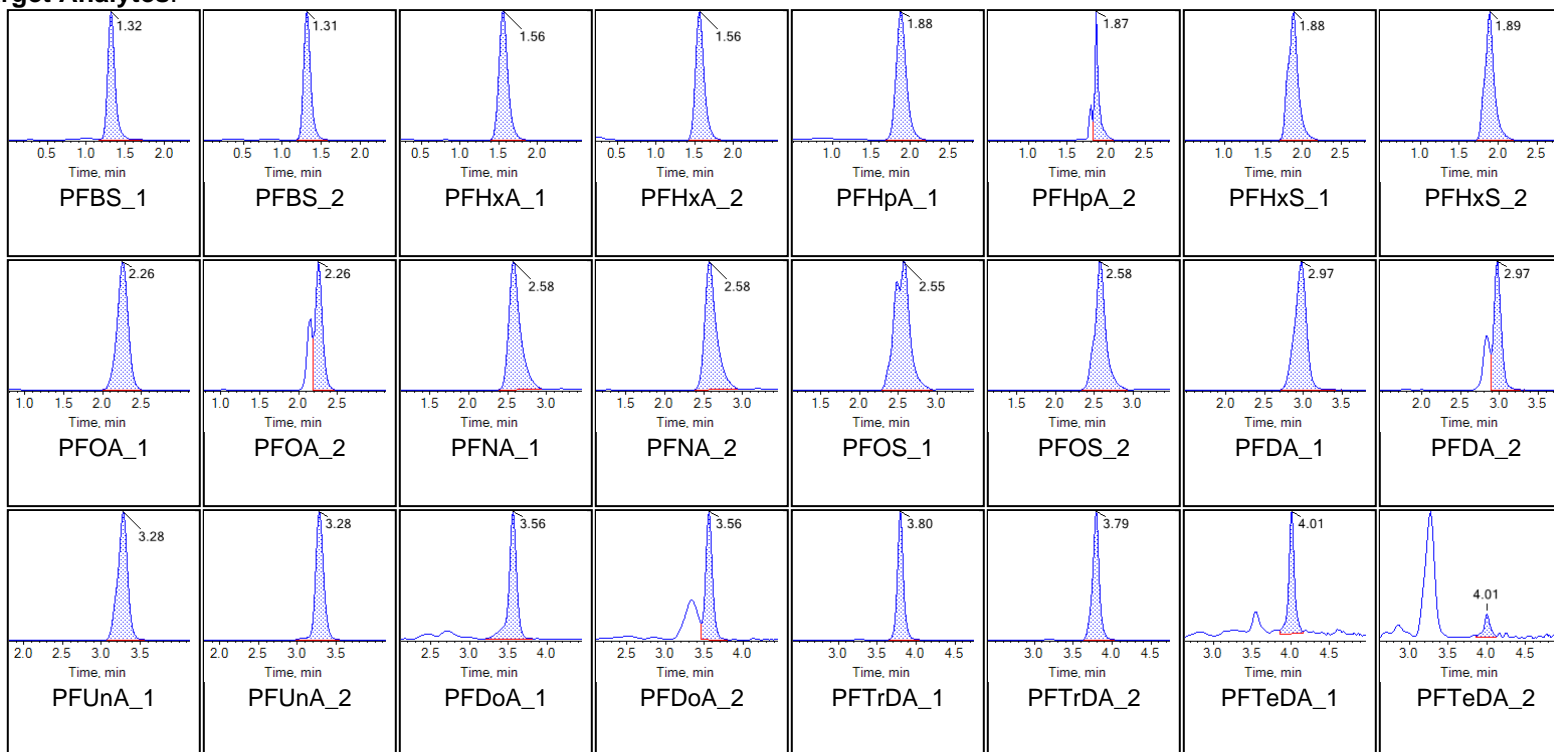 rget Analytes:
1.32 1.31 1.56 1.56 1.88 1.87 1.88 1.89
0.5 1.0 1.5 2.0 0.5 1.0 1.5 2.0 0.5 1.0 1.5 2.0 0.5 1.0 1.5 2.0 1.0 1.5 2.0 2.5 1.0 1.5 2.0 2.5 1.0 1.5 2.0 2.5 1.0 1.5 2.0 2.5
Time, min Time, min Time, min Time, min Time, min Time, min Time, min Time, min
PFBS_1 PFBS_2 PFHxA_1 PFHxA_2 PFHpA_1 PFHpA_2 PFHxS_1 PFHxS_2
2.26 2.26 2.58 2.58 2.55 2.58 2.97 2.97
1.0 1.5 2.0 2.5 1.0 1.5 2.0 2.5 1.5 2.0 2.5 3.0 1.5 2.0 2.5 3.0 1.5 2.0 2.5 3.0 1.5 2.0 2.5 3.0 2.0 2.5 3.0 3.5 2.0 2.5 3.0 3.5
Time, min Time, min Time, min Time, min Time, min Time, min Time, min Time, min
PFOA_1 PFOA_2 PFNA_1 PFNA_2 PFOS_1 PFOS_2 PFDA_1 PFDA_2
3.28 3.28 3.56 3.56 3.80 3.79 4.01 4.01
2.0 2.5 3.0 3.5 2.0 2.5 3.0 3.5 2.5 3.0 3.5 4.0 2.5 3.0 3.5 4.0 2.5 3.0 3.5 4.0 4.5 2.5 3.0 3.5 4.0 4.5 3.0 3.5 4.0 4.5 3.0 3.5 4.0 4.5
Time, min Time, min Time, min Time, min Time, min Time, min Time, min Time, min
PFUnA_1 PFUnA_2 PFDoA_1 PFDoA_2 PFTrDA_1 PFTrDA_2 PFTeDA_1 PFTeDA_2